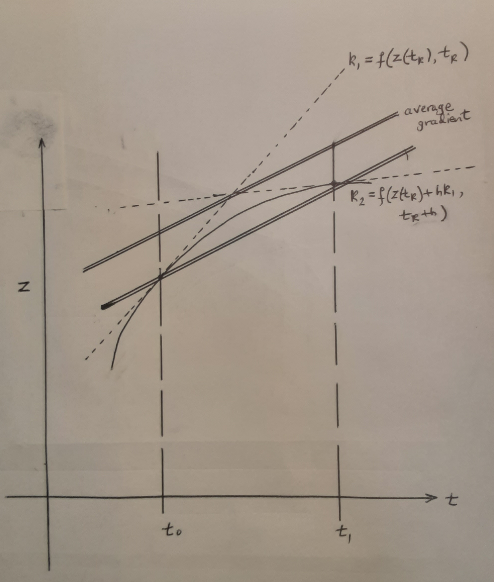 k₁ = f(z(tₖ), tₖ)
average
gradient
k₂ = f(z(tₖ) + hk₁,
tₖ + h)
z
t
t₀
t₁